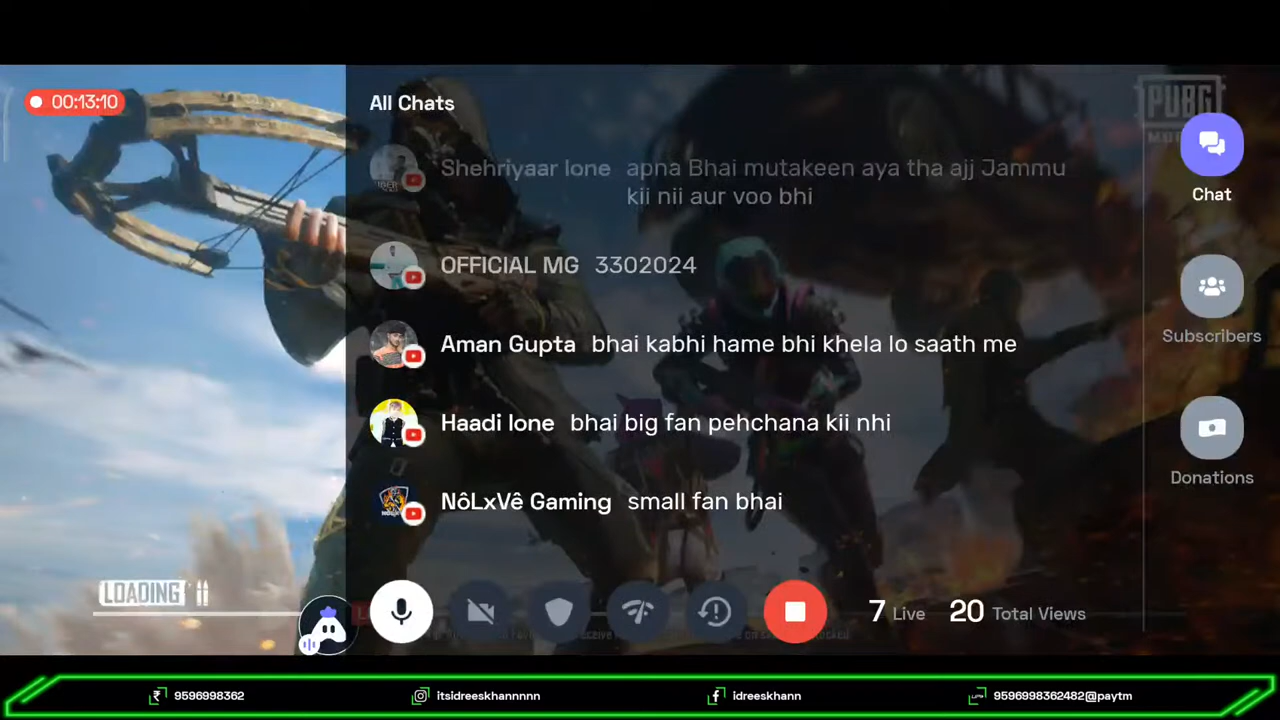 00:13:10
All Chats
PUBG
Shehriyaar lone apna Bhai mutakeen aya tha ajj Jammu
kii nii aur voo bhi
Chat
OFFICIAL MG 3302024
Subscribers
Aman Gupta bhai kabhi hame bhi khela lo saath me
Haadi lone bhai big fan pehchana kii nhi
Donations
NôLxVê Gaming small fan bhai
LOADING
7 Live 20 Total Views
9596998362
itsidreeskhannnnn
idreeskhann
9596998362482@paytm